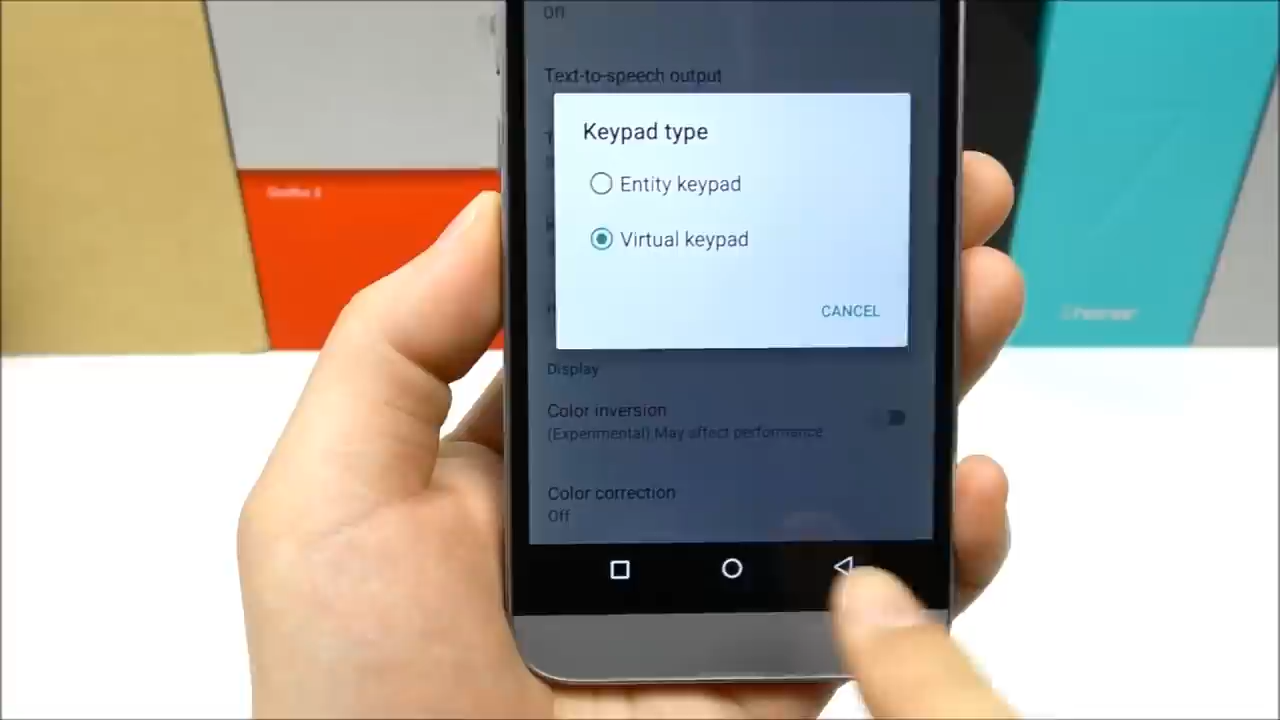 Off
Text-to-speech output
Keypad type
Entity keypad
Virtual keypad
CANCEL
Display
Color inversion
(Experimental) May affect performance
Color correction
Off